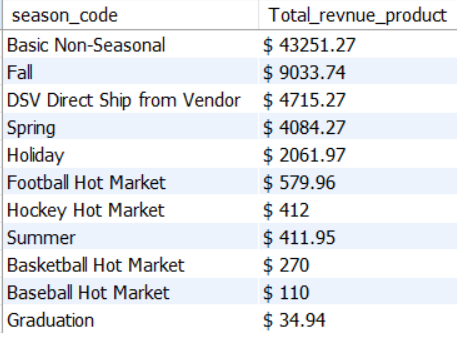 season_code Total_revnue_product
Basic Non-Seasonal $ 43251.27
Fall $ 9033.74
DSV Direct Ship from Vendor $ 4715.27
Spring $ 4084.27
Holiday $ 2061.97
Football Hot Market $ 579.96
Hockey Hot Market $ 412
Summer $ 411.95
Basketball Hot Market $ 270
Baseball Hot Market $ 110
Graduation $ 34.94